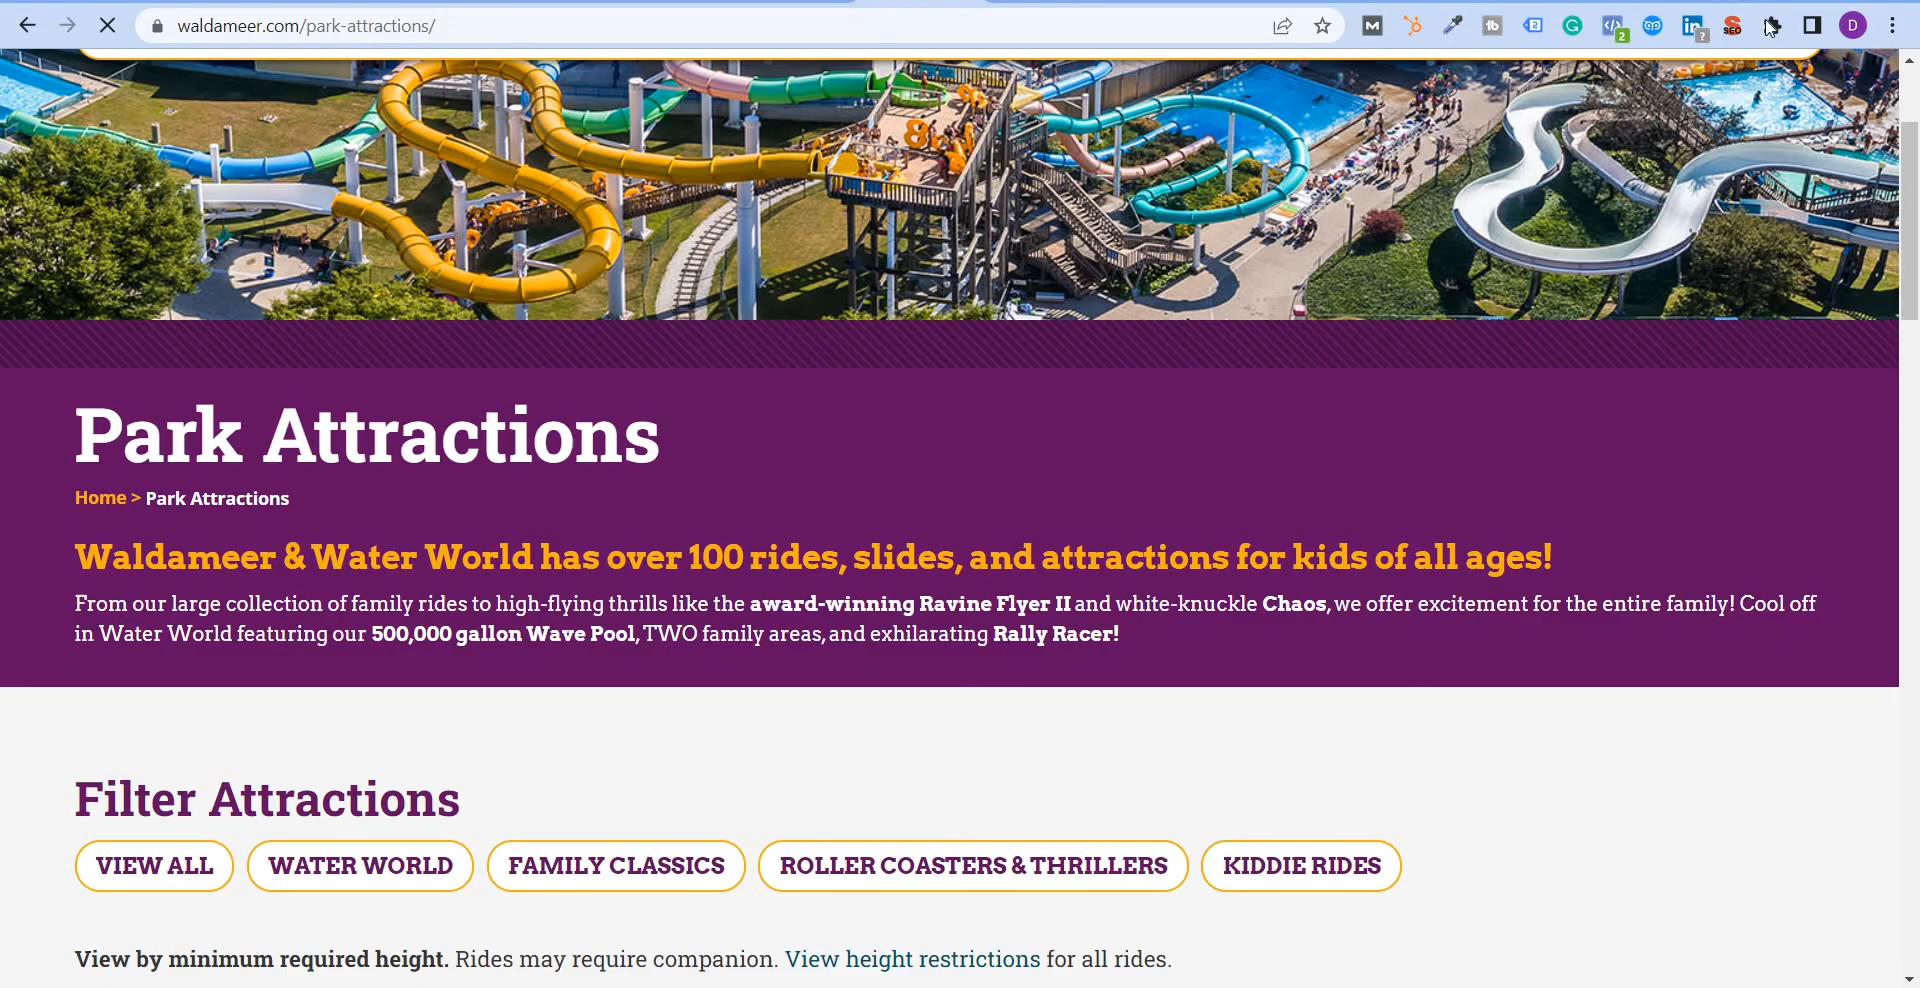 waldameer.com/park-attractions/
M
tb
2
G
2
?
SEO
D
8
Park Attractions
Home > Park Attractions
Waldameer & Water World has over 100 rides, slides, and attractions for kids of all ages!
From our large collection of family rides to high-flying thrills like the award-winning Ravine Flyer II and white-knuckle Chaos, we offer excitement for the entire family! Cool off
in Water World featuring our 500,000 gallon Wave Pool, TWO family areas, and exhilarating Rally Racer!
Filter Attractions
VIEW ALL WATER WORLD FAMILY CLASSICS ROLLER COASTERS & THRILLERS KIDDIE RIDES
View by minimum required height. Rides may require companion. View height restrictions for all rides.